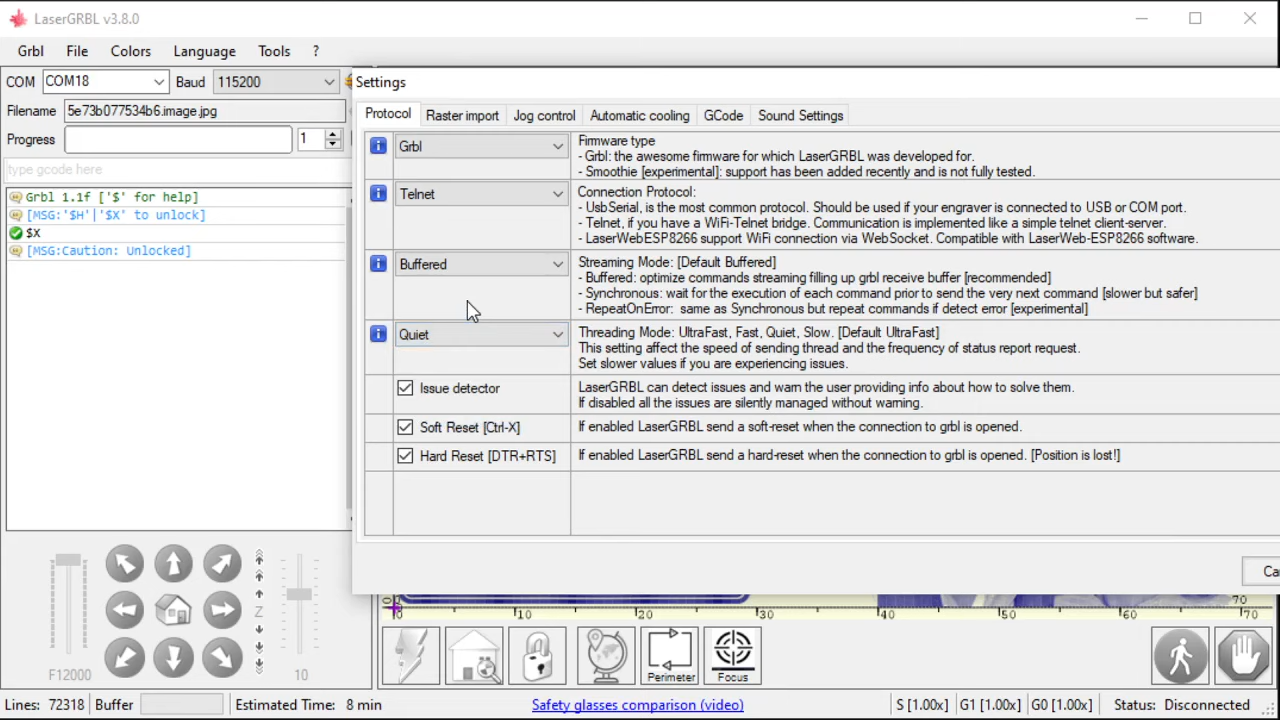 LaserGRBL v3.8.0
Grbl File Colors Language Tools ?
COM COM18 Baud 115200
Filename 5e73b077534b6.image.jpg
Progress 1
type gcode here
Grbl 1.1f ['$' for help]
[MSG:'$H'|'$X' to unlock]
$X
[MSG:Caution: Unlocked]
Settings
Protocol Raster import Jog control Automatic cooling GCode Sound Settings
Grbl
Firmware type
- Grbl: the awesome firmware for which LaserGRBL was developed for.
- Smoothie [experimental]: support has been added recently and is not fully tested.
Telnet
Connection Protocol:
- UsbSerial, is the most common protocol. Should be used if your engraver is connected to USB or COM port.
- Telnet, if you have a WiFi-Telnet bridge. Communication is implemented like a simple telnet client-server.
- LaserWebESP8266 support WiFi connection via WebSocket. Compatible with LaserWeb-ESP8266 software.
Buffered
Streaming Mode: [Default Buffered]
- Buffered: optimize commands streaming filling up grbl receive buffer [recommended]
- Synchronous: wait for the execution of each command prior to send the very next command [slower but safer]
- RepeatOnError: same as Synchronous but repeat commands if detect error [experimental]
Quiet
Threading Mode: UltraFast, Fast, Quiet, Slow. [Default UltraFast]
This setting affect the speed of sending thread and the frequency of status report request.
Set slower values if you are experiencing issues.
Issue detector
LaserGRBL can detect issues and warn the user providing info about how to solve them.
If disabled all the issues are silently managed without warning.
Soft Reset [Ctrl-X]
If enabled LaserGRBL send a soft-reset when the connection to grbl is opened.
Hard Reset [DTR+RTS]
If enabled LaserGRBL send a hard-reset when the connection to grbl is opened. [Position is lost!]
Ca
0 10 20 30 40 50 60 70
Z
F12000 10
Perimeter Focus
Lines: 72318 Buffer Estimated Time: 8 min Safety glasses comparison (video) S [1.00x] G1 [1.00x] G0 [1.00x] Status: Disconnected